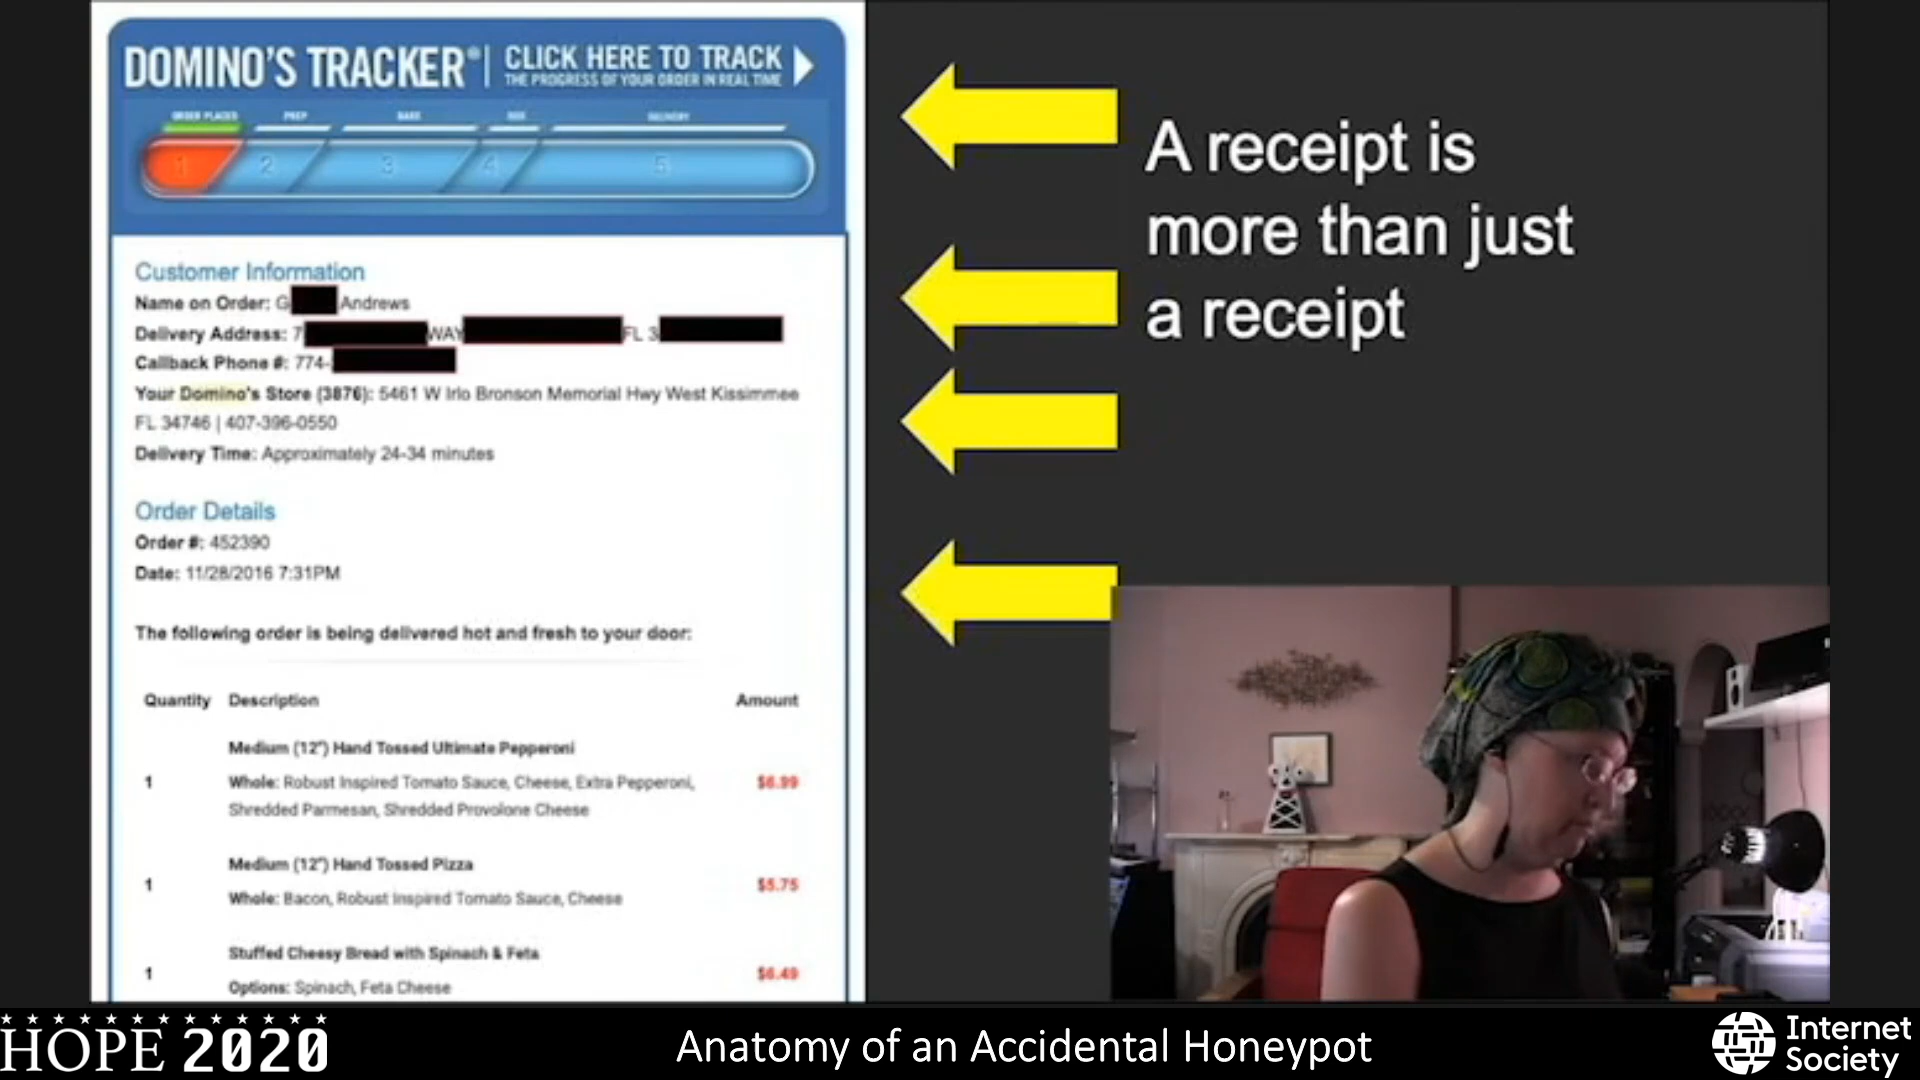 DOMINO'S TRACKER® | CLICK HERE TO TRACK
THE PROGRESS OF YOUR ORDER IN REAL TIME
ORDER PLACED PREP BAKE BOX DELIVERY
1 2 3 4 5
Customer Information
Name on Order: G Andrews
Delivery Address: 7 WAY FL 3
Callback Phone #: 774-
Your Domino's Store (3876): 5461 W Irlo Bronson Memorial Hwy West Kissimmee
FL 34746 | 407-396-0550
Delivery Time: Approximately 24-34 minutes
Order Details
Order #: 452390
Date: 11/28/2016 7:31PM
The following order is being delivered hot and fresh to your door:
Quantity Description Amount
Medium (12") Hand Tossed Ultimate Pepperoni
1 Whole: Robust Inspired Tomato Sauce, Cheese, Extra Pepperoni, $6.99
Shredded Parmesan, Shredded Provolone Cheese
Medium (12") Hand Tossed Pizza
1 $5.75
Whole: Bacon, Robust Inspired Tomato Sauce, Cheese
Stuffed Cheesy Bread with Spinach & Feta
1 $6.49
Options: Spinach, Feta Cheese
A receipt is
more than just
a receipt
HOPE 2020
Anatomy of an Accidental Honeypot
Internet
Society